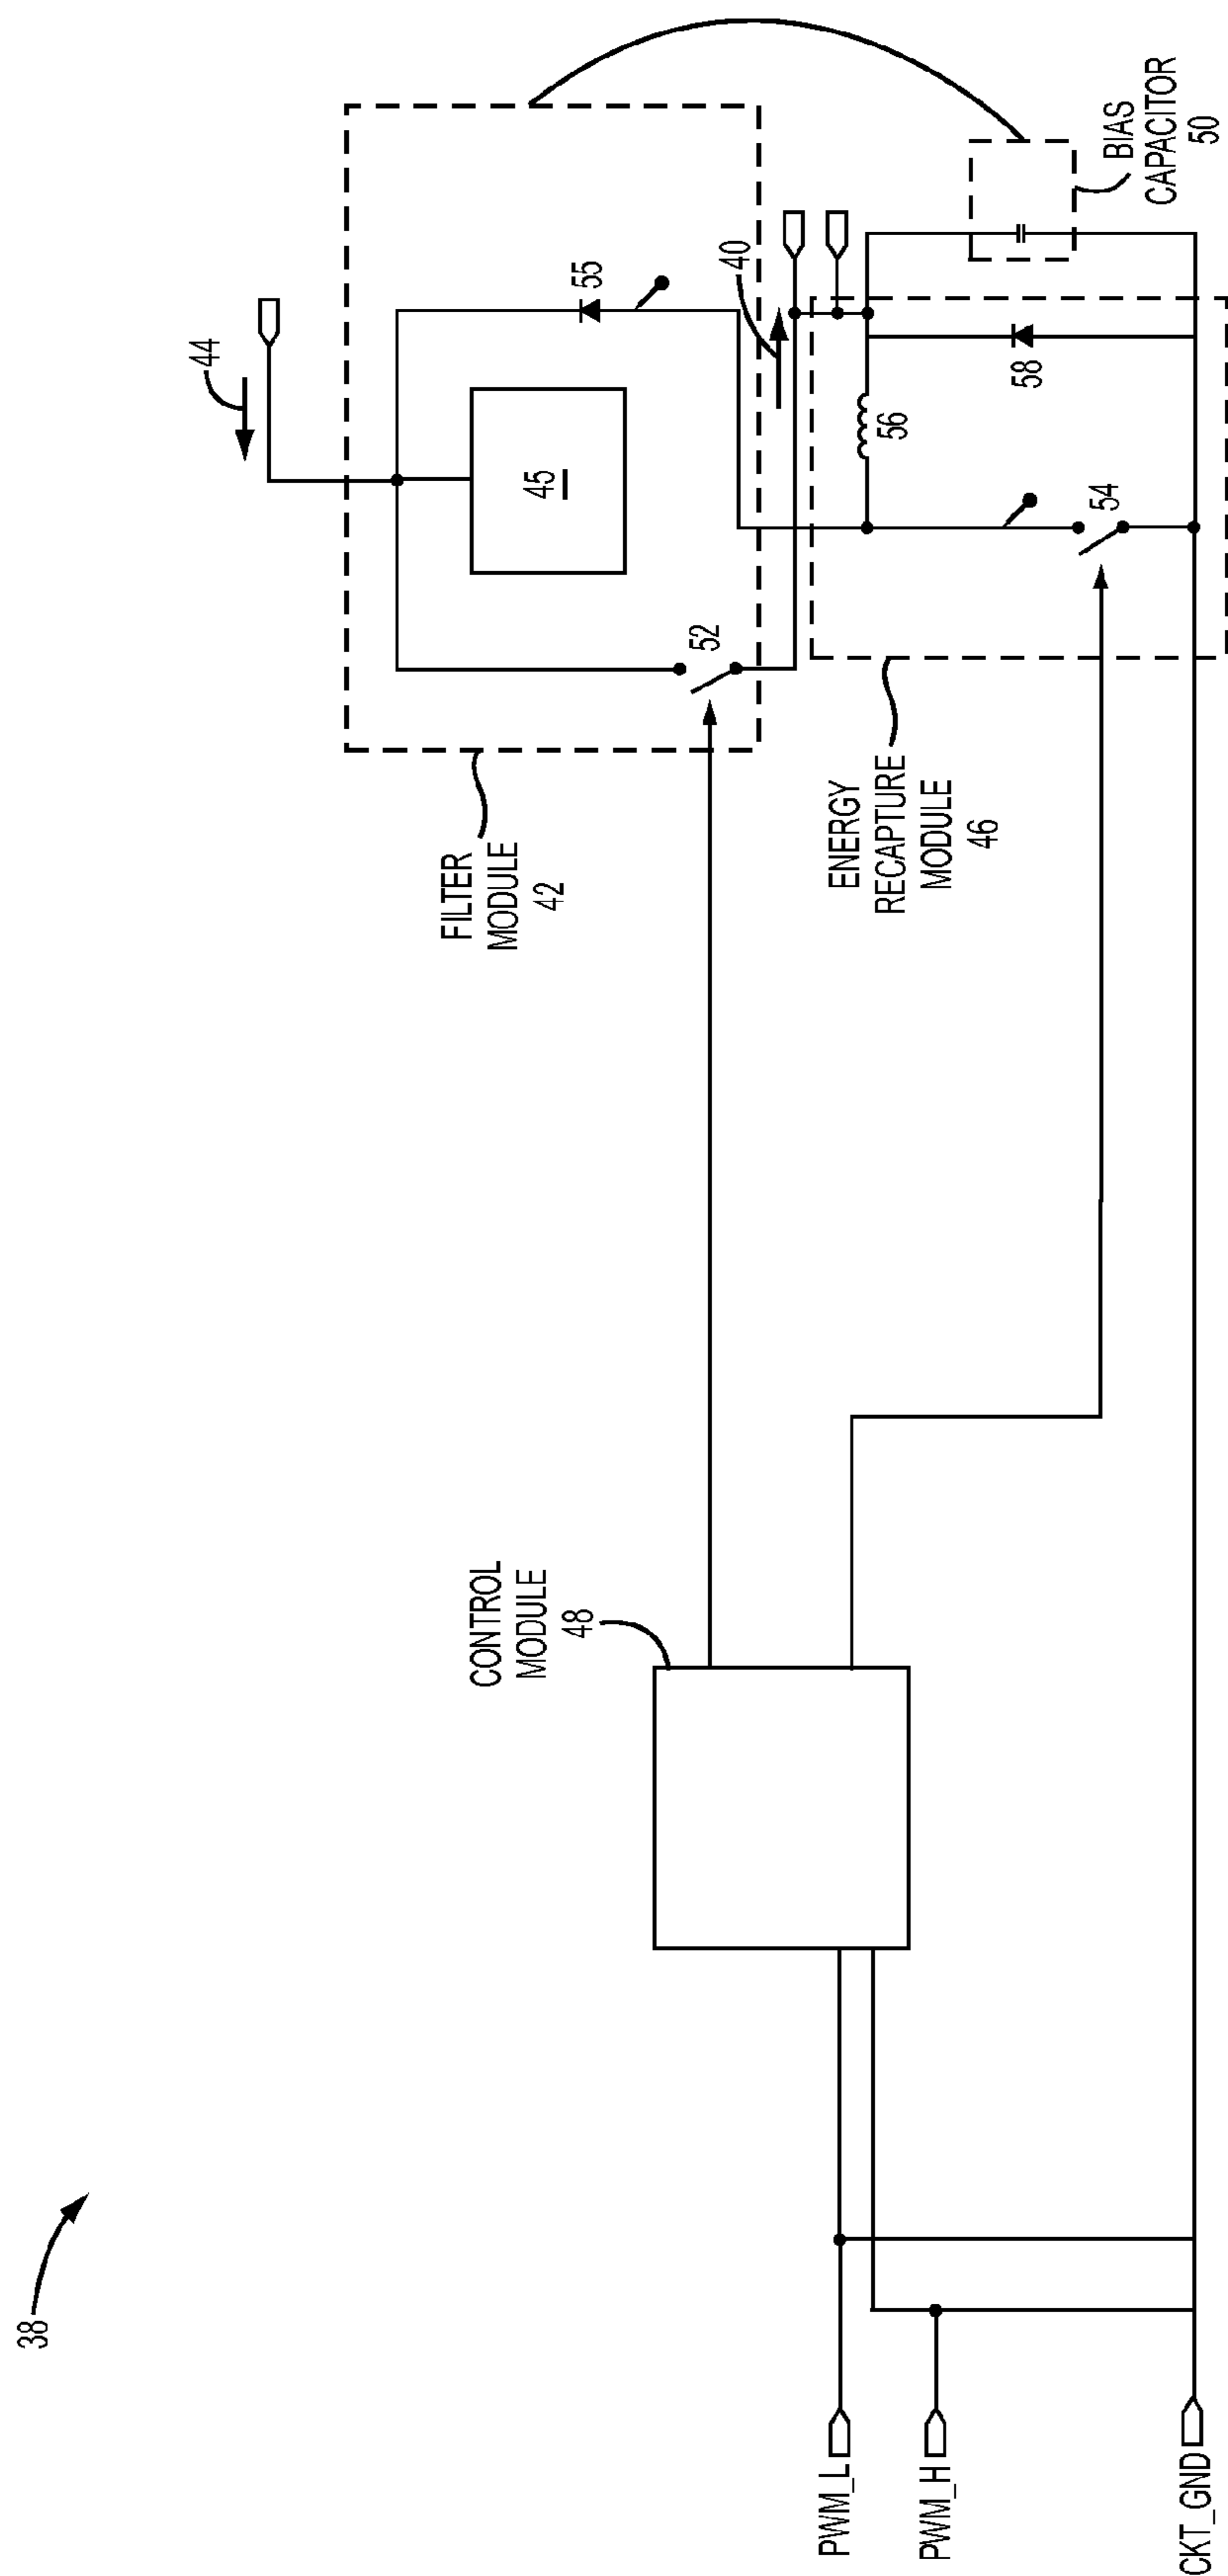 38
44
55
45
52
40
FILTER
MODULE
42
BIAS
CAPACITOR
50
56
58
54
ENERGY
RECAPTURE
MODULE
46
CONTROL
MODULE
48
PWM_L
PWM_H
CKT_GND